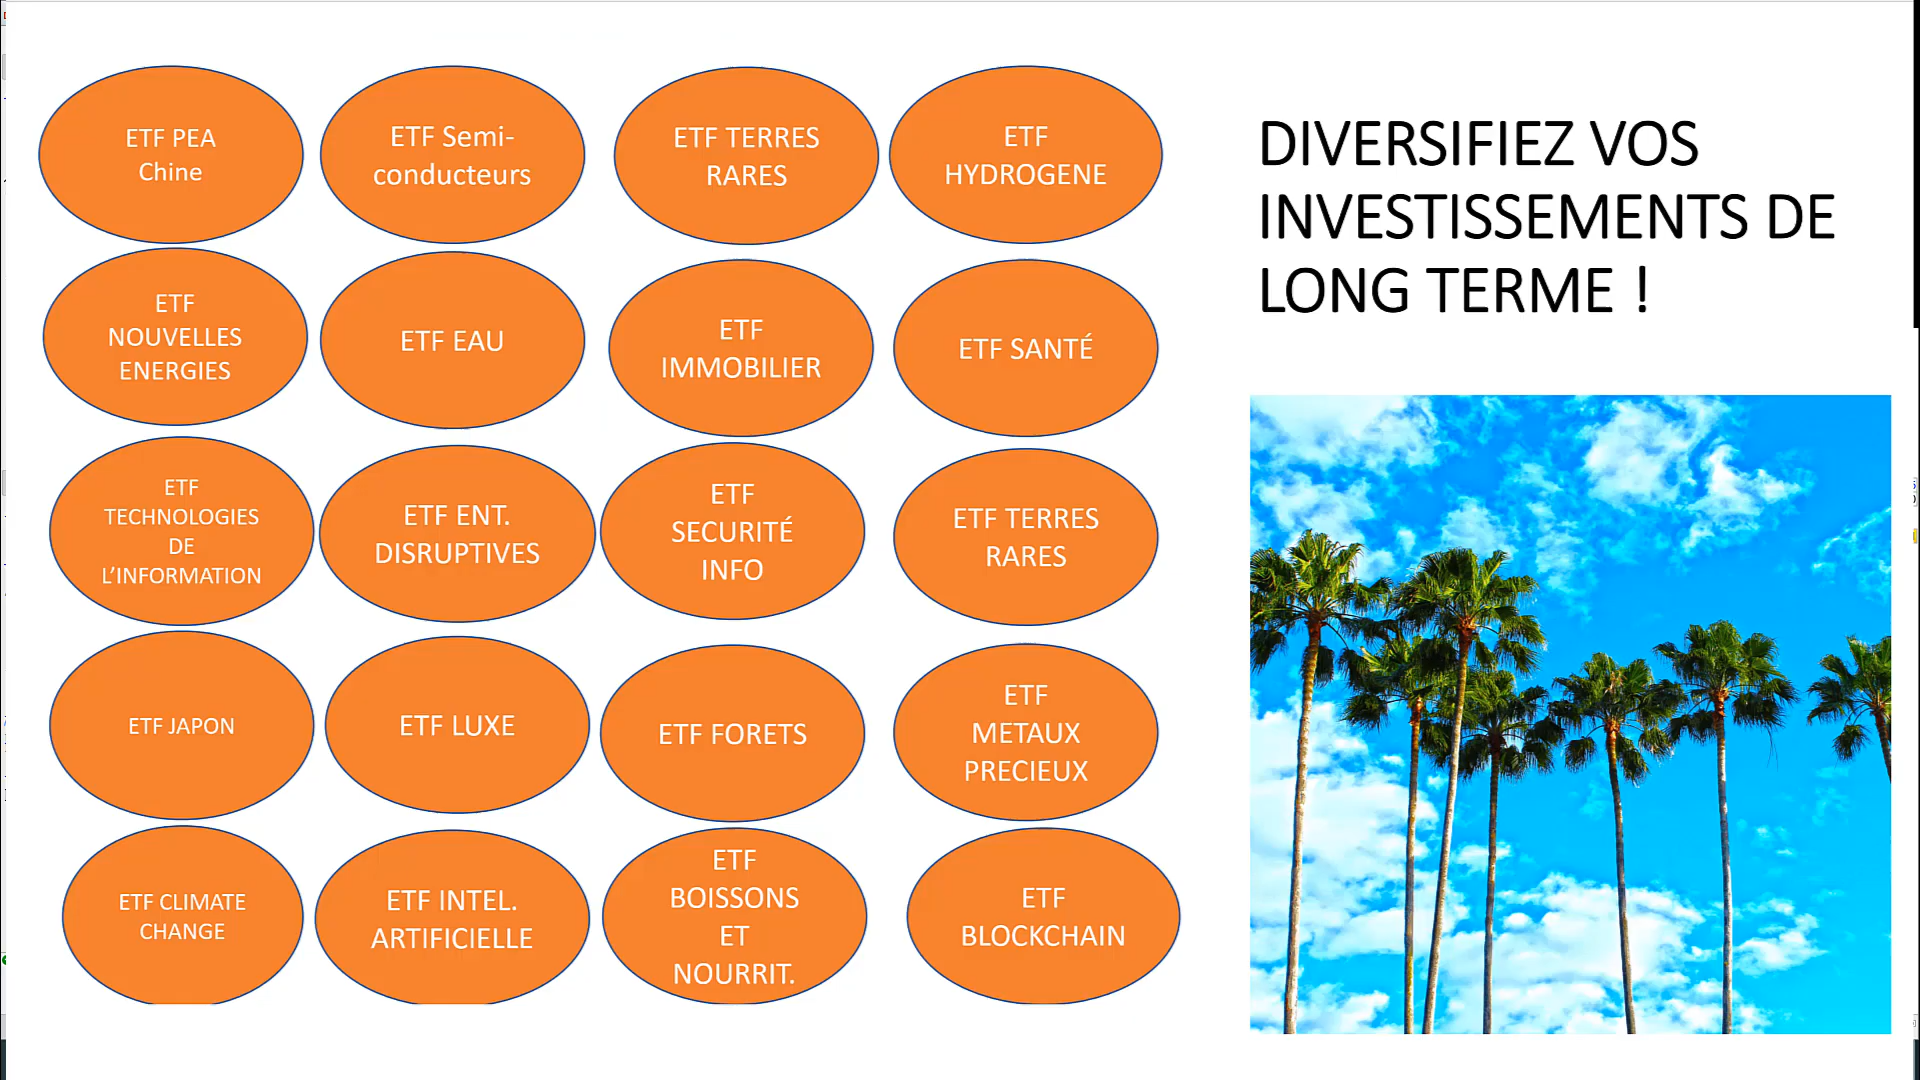 ETF PEA
Chine
ETF Semi-
conducteurs
ETF TERRES
RARES
ETF
HYDROGENE
ETF
NOUVELLES
ENERGIES
ETF EAU
ETF
IMMOBILIER
ETF SANTÉ
ETF
TECHNOLOGIES
DE
L’INFORMATION
ETF ENT.
DISRUPTIVES
ETF
SECURITÉ
INFO
ETF TERRES
RARES
ETF JAPON
ETF LUXE
ETF FORETS
ETF
METAUX
PRECIEUX
ETF CLIMATE
CHANGE
ETF INTEL.
ARTIFICIELLE
ETF
BOISSONS
ET
NOURRIT.
ETF
BLOCKCHAIN
DIVERSIFIEZ VOS
INVESTISSEMENTS DE
LONG TERME !